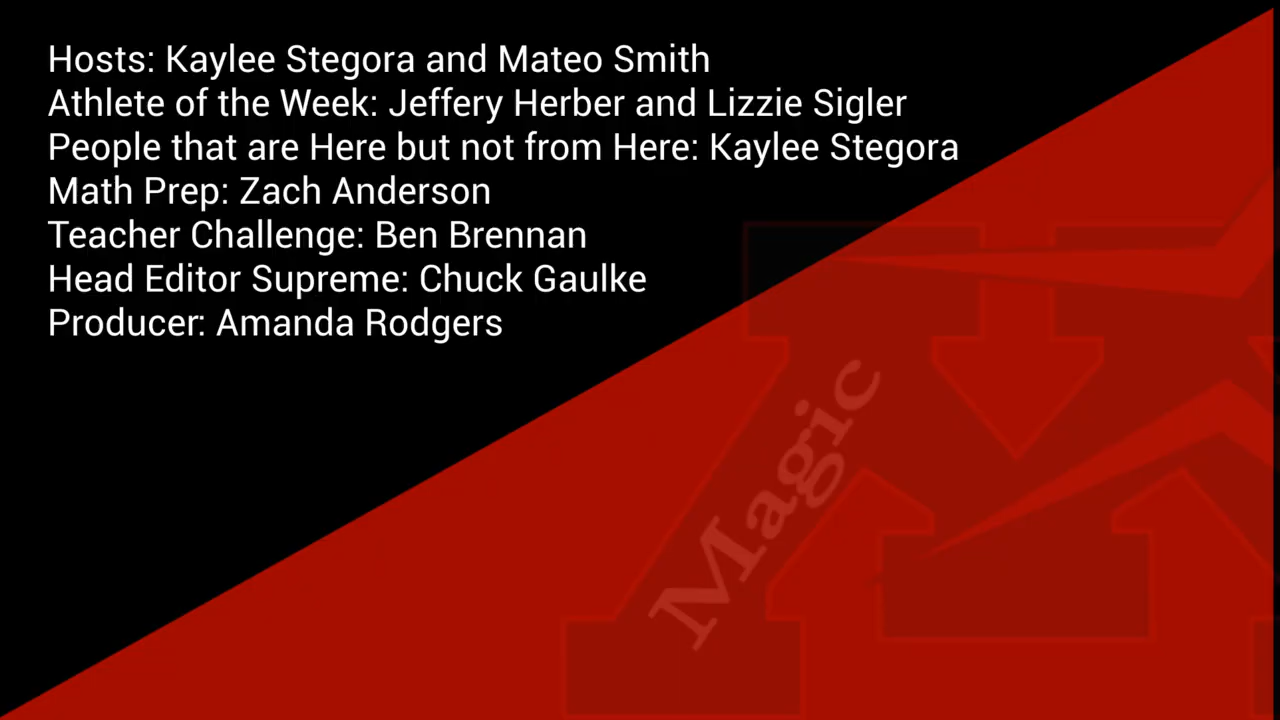 Hosts: Kaylee Stegora and Mateo Smith
Athlete of the Week: Jeffery Herber and Lizzie Sigler
People that are Here but not from Here: Kaylee Stegora
Math Prep: Zach Anderson
Teacher Challenge: Ben Brennan
Head Editor Supreme: Chuck Gaulke
Producer: Amanda Rodgers
Magic